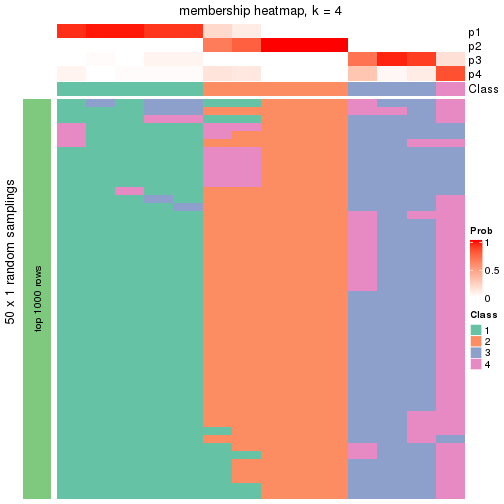 membership heatmap, k = 4
p1
p2
p3
p4
Class
50 x 1 random samplings
top 1000 rows
Prob
1
0.5
0
Class
1
2
3
4